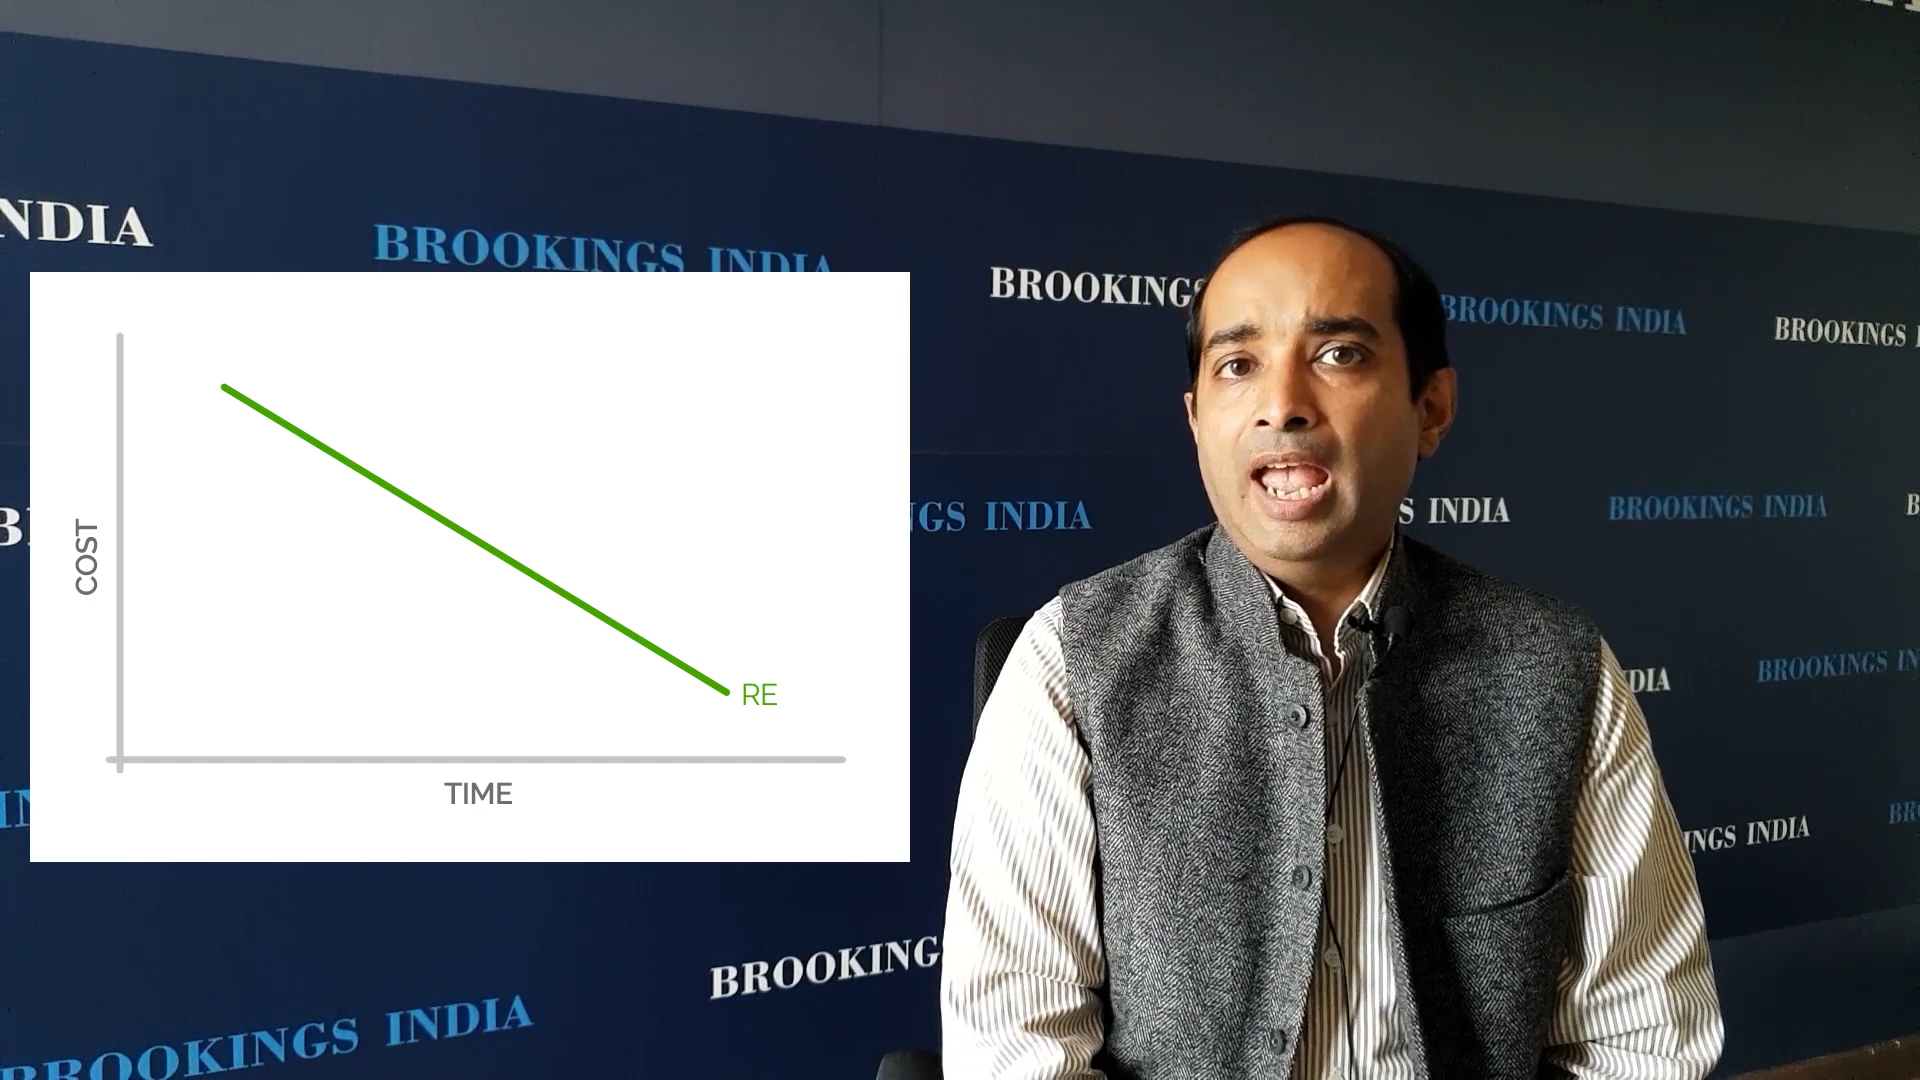 NDIA
BROOKINGS INDIA
BROOKINGS
BROOKINGS INDIA
BROOKINGS
COST
RE
TIME
NGS INDIA
S INDIA
BROOKINGS INDIA
DIA
BROOKINGS IN
INGS INDIA
BROOKINGS
BROOKINGS INDIA